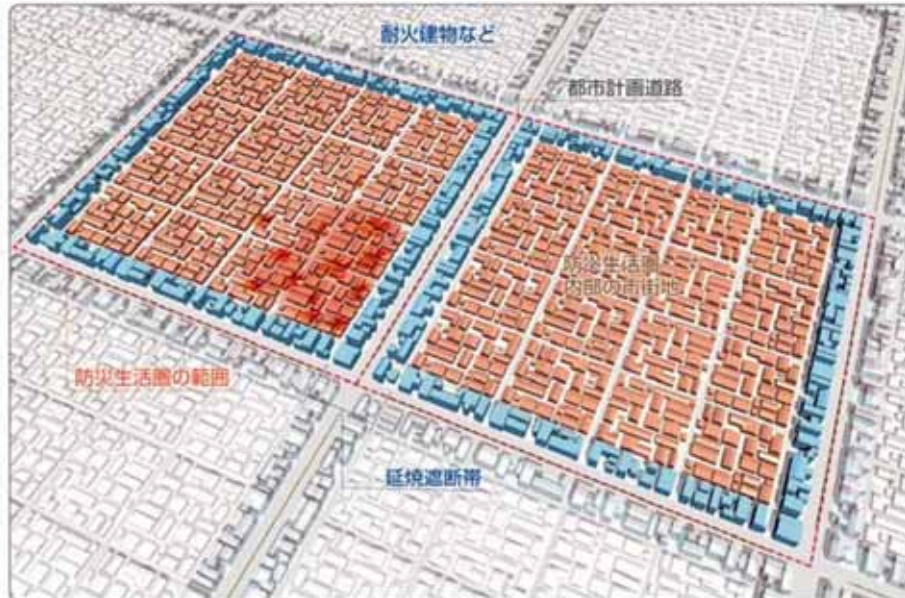 耐火建物など
都市計画道路
防災生活圏
内部の市街地
防災生活圏の範囲
延焼遮断帯